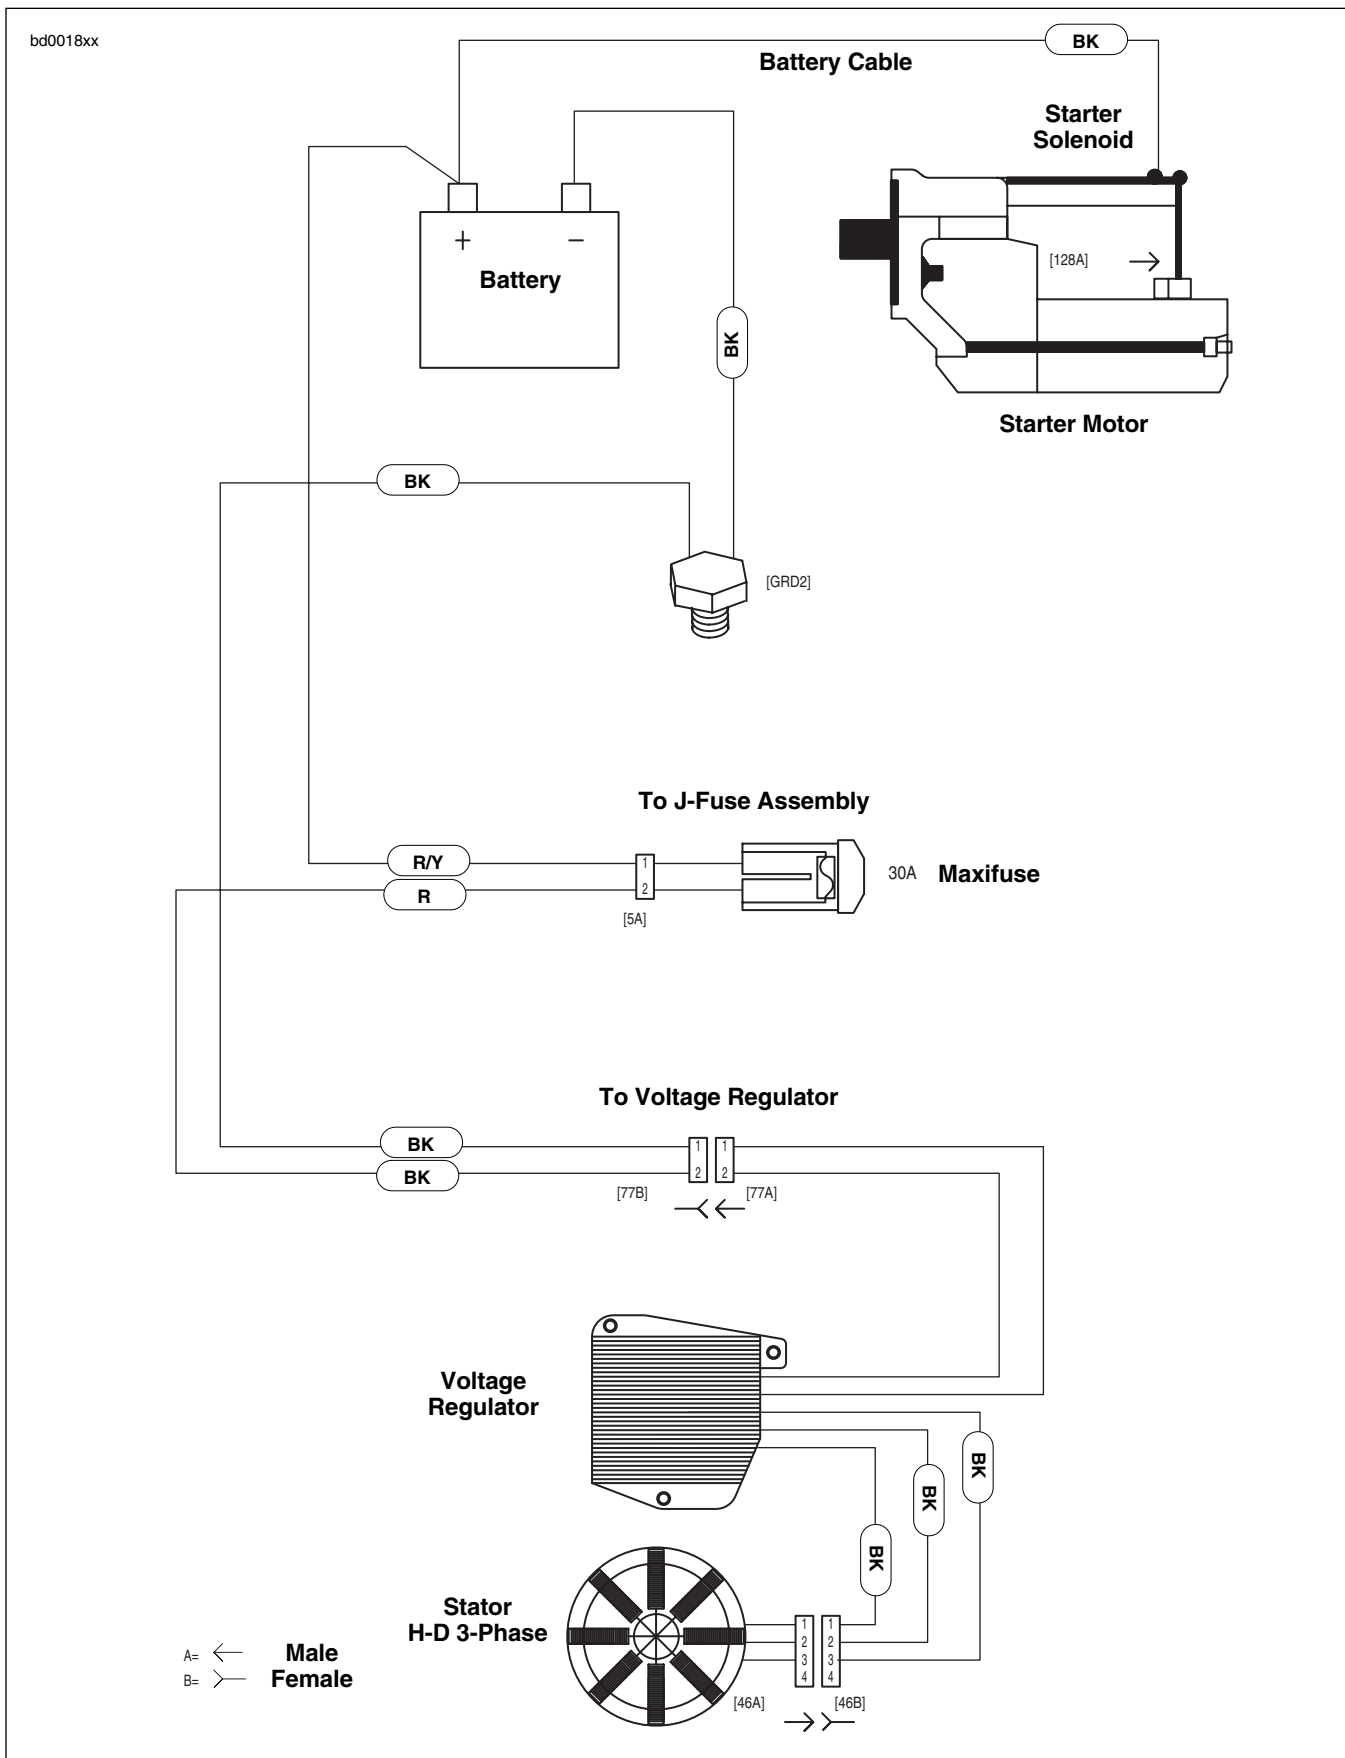 bd0018xx
BK
Battery Cable
Starter
Solenoid
+ −
Battery
[128A]
BK
Starter Motor
BK
[GRD2]
To J-Fuse Assembly
R/Y
1
30A Maxifuse
R
2
[5A]
To Voltage Regulator
BK
1 1
BK
2 2
[77B] [77A]
Voltage
Regulator
BK
BK
BK
Stator
H-D 3-Phase
1 1
2 2
3 3
4 4
[46A] [46B]
A= Male
B= Female